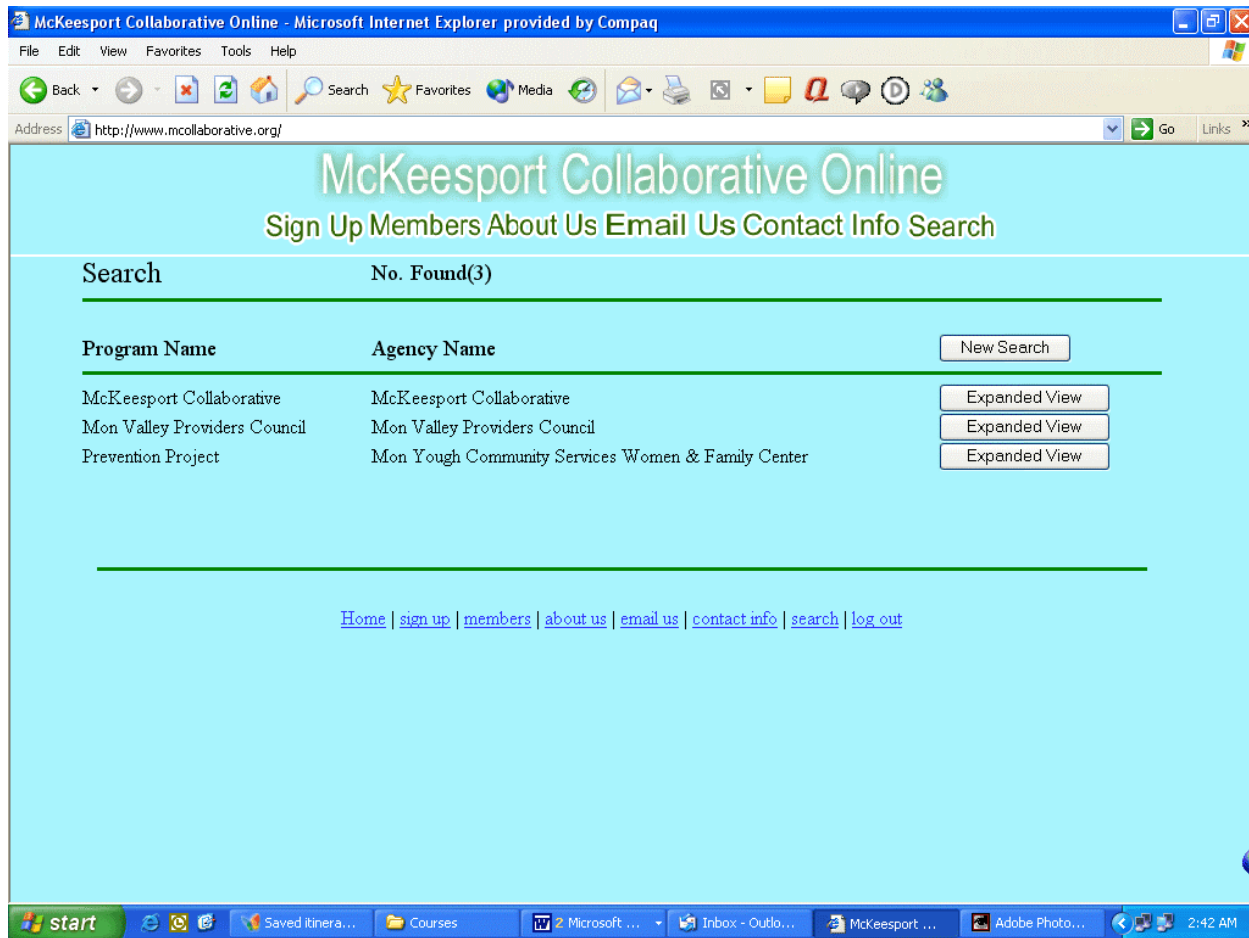 McKeesport Collaborative Online - Microsoft Internet Explorer provided by Compaq
File Edit View Favorites Tools Help
Back Search Favorites Media
Address http://www.mcollaborative.org/ Go Links »
McKeesport Collaborative Online
Sign Up Members About Us Email Us Contact Info Search
Search No. Found(3)
Program Name Agency Name New Search
McKeesport Collaborative McKeesport Collaborative Expanded View
Mon Valley Providers Council Mon Valley Providers Council Expanded View
Prevention Project Mon Yough Community Services Women & Family Center Expanded View
Home | sign up | members | about us | email us | contact info | search | log out
start Saved itinera... Courses 2 Microsoft ... Inbox - Outlo... McKeesport ... Adobe Photo... 2:42 AM